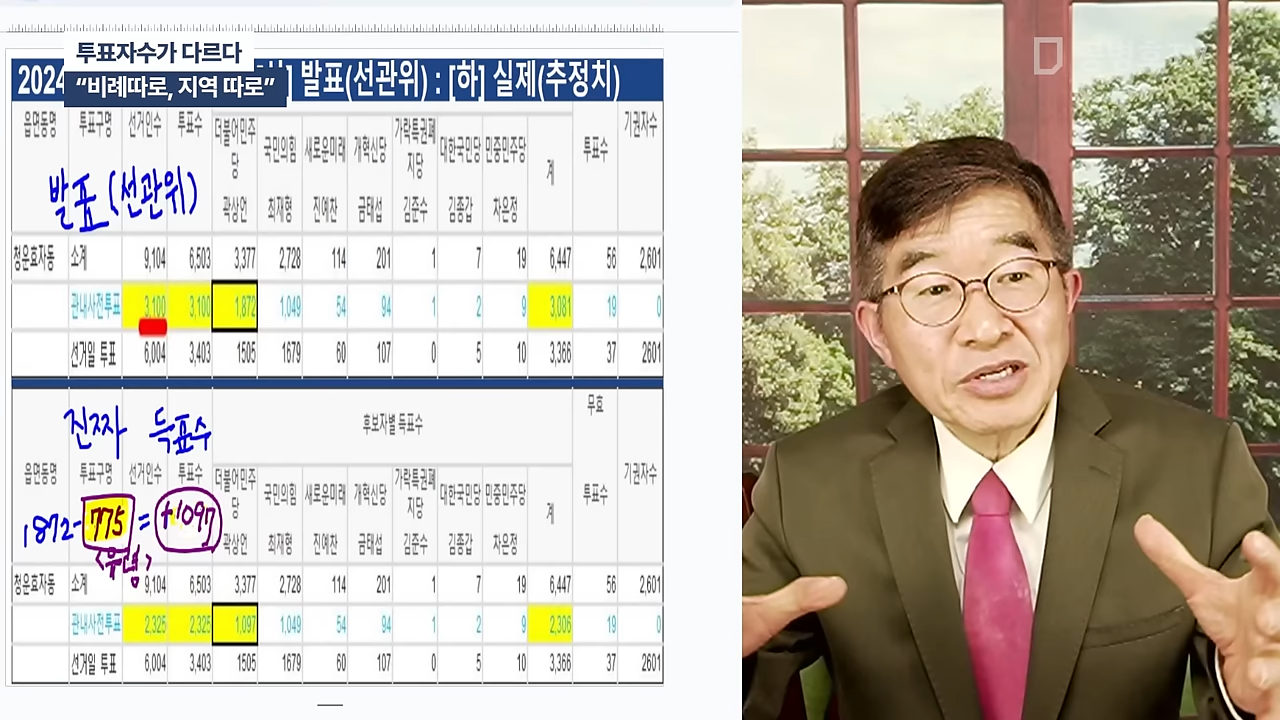 투표자수가 다르다
“비례따로, 지역 따로”
2024 발표(선관위) : [하] 실제(추정치)
읍면동명 투표구명 선거인수 투표수 더불어민주당 국민의힘 새로운미래 개혁신당 가락특권폐지당 대한국민당 민중민주당 계 투표수 기권자수
곽상언 최재형 진예찬 금태섭 김준수 김종갑 차은정
발표(선관위)
청운효자동 소계 9,104 6,503 3,377 2,728 114 201 1 7 19 6,447 56 2,601
관내사전투표 3,100 3,100 1,872 1,049 54 94 1 2 9 3,081 19 0
선거일 투표 6,004 3,403 1505 1679 60 107 0 5 10 3,366 37 2601
진짜 득표수
후보자별 득표수 무효
읍면동명 투표구명 선거인수 투표수 더불어민주당 국민의힘 새로운미래 개혁신당 가락특권폐지당 대한국민당 민중민주당 계 투표수 기권자수
1872-775=+1097
곽상언 최재형 진예찬 금태섭 김준수 김종갑 차은정
<유령>
청운효자동 소계 9,104 6,503 3,377 2,728 114 201 1 7 19 6,447 56 2,601
관내사전투표 2,325 2,325 1,097 1,049 54 94 1 2 9 2,306 19 0
선거일 투표 6,004 3,403 1505 1679 60 107 0 5 10 3,366 37 2601